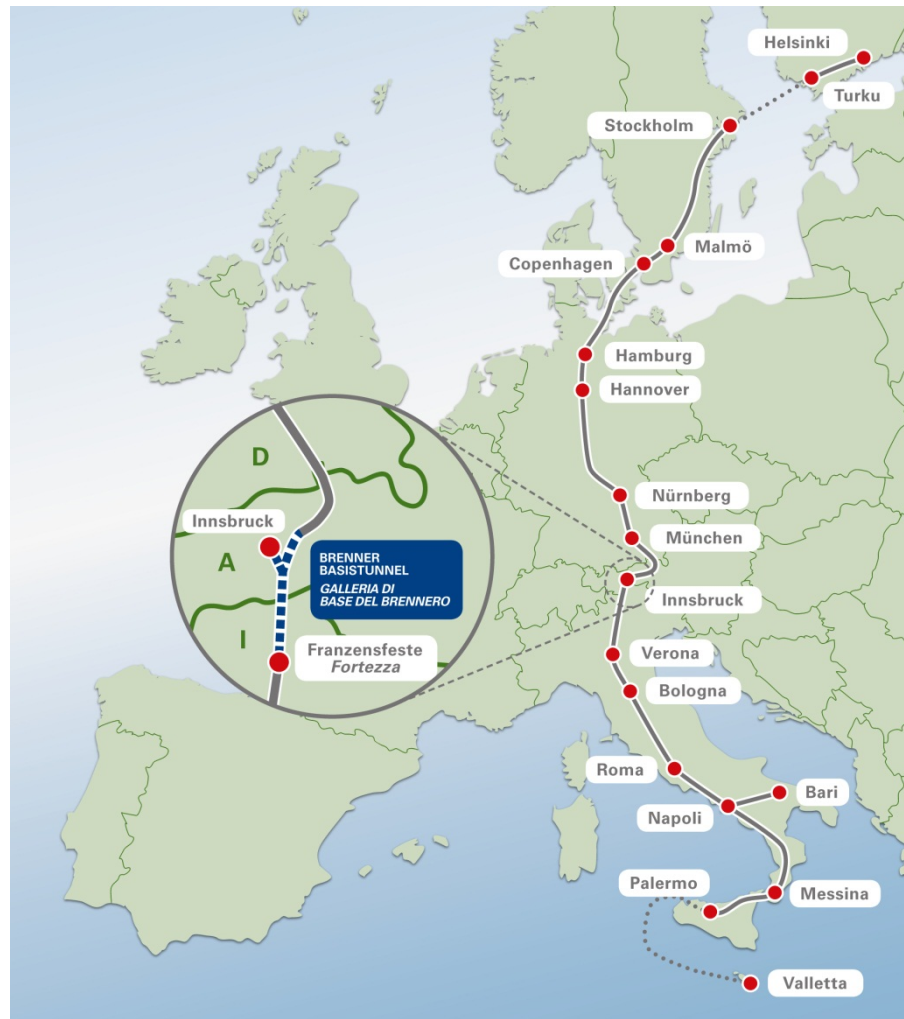 Helsinki
Turku
Stockholm
Malmö
Copenhagen
Hamburg
Hannover
D
Innsbruck
A
BRENNER
BASISTUNNEL
GALLERIA DI
BASE DEL BRENNERO
I
Franzensfeste
Fortezza
Nürnberg
München
Innsbruck
Verona
Bologna
Roma
Bari
Napoli
Palermo
Messina
Valletta